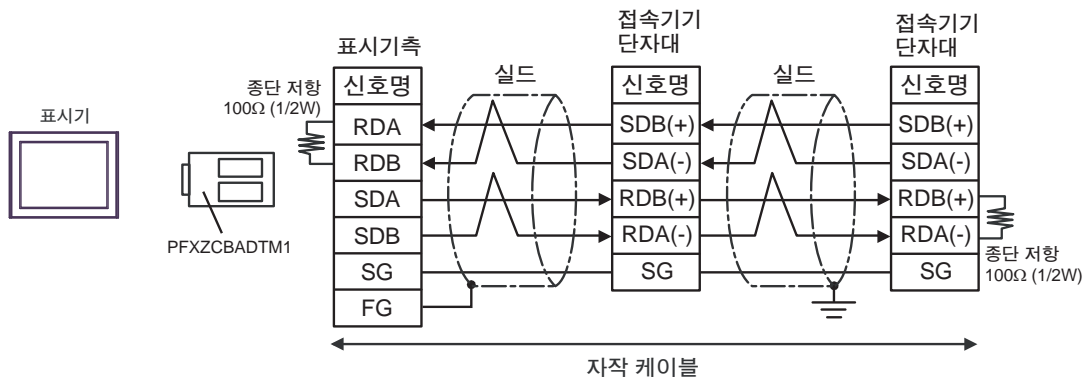 표시기
PFXZCBADTM1
종단 저항
100Ω (1/2W)
표시기측
신호명
RDA
RDB
SDA
SDB
SG
FG
실드
접속기기
단자대
신호명
SDB(+)
SDA(-)
RDB(+)
RDA(-)
SG
실드
접속기기
단자대
신호명
SDB(+)
SDA(-)
RDB(+)
RDA(-)
SG
종단 저항
100Ω (1/2W)
자작 케이블